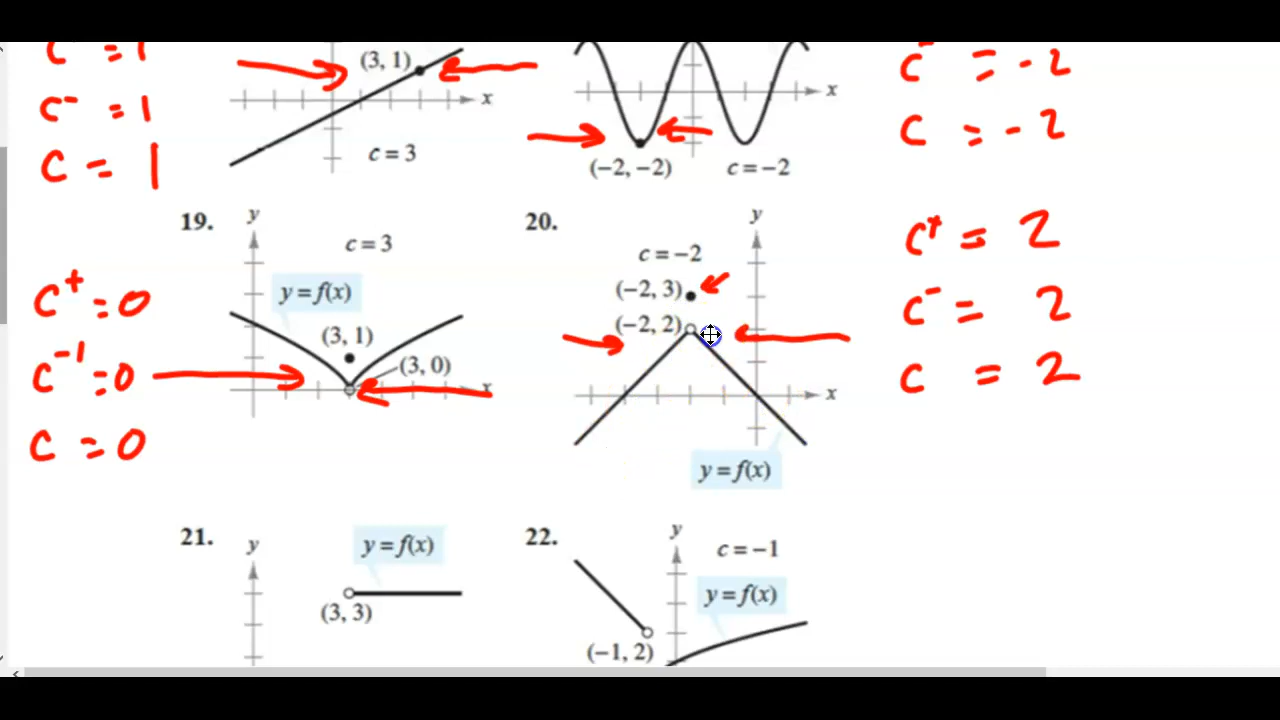 c⁻ = 1
c = 1
(3, 1)
x
c = 3
x
(−2, −2)
c = −2
= -2
c = -2
19.
y
c = 3
y = f(x)
(3, 1)
(3, 0)
x
c⁺ = 0
c⁻¹ = 0
c = 0
20.
y
c = −2
(−2, 3)
(−2, 2)
x
y = f(x)
c⁺ = 2
c⁻ = 2
c = 2
21.
y
y = f(x)
(3, 3)
22.
y
c = −1
y = f(x)
(−1, 2)